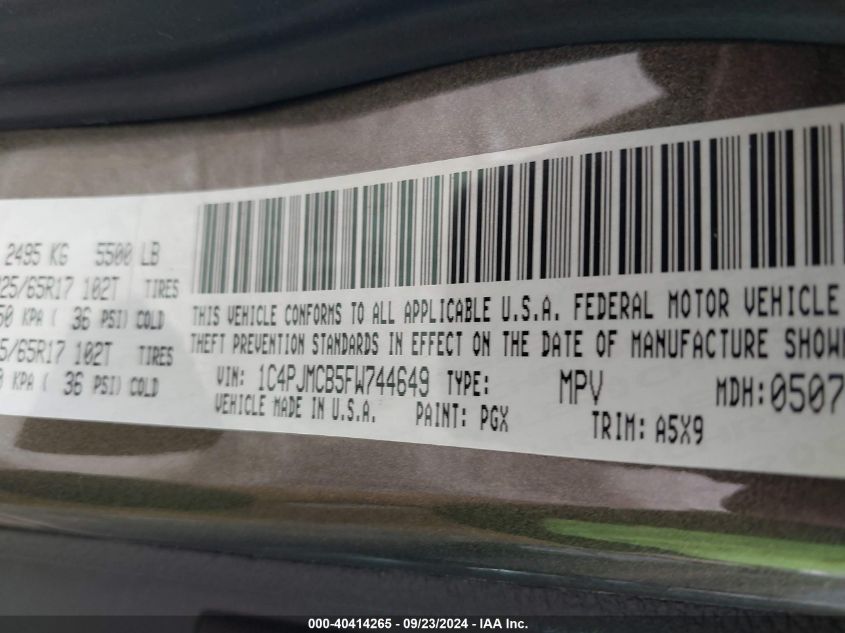 2495 KG 5500 LB
25/65R17 102T TIRES
50 KPA ( 36 PSI) COLD
5/65R17 102T TIRES
0 KPA ( 36 PSI) COLD
THIS VEHICLE CONFORMS TO ALL APPLICABLE U.S.A. FEDERAL MOTOR VEHICLE
THEFT PREVENTION STANDARDS IN EFFECT ON THE DATE OF MANUFACTURE SHOW
VIN: 1C4PJMCB5FW744649 TYPE: MPV MDH:0507
VEHICLE MADE IN U.S.A. PAINT: PGX TRIM: A5X9
000-40414265 - 09/23/2024 - IAA Inc.